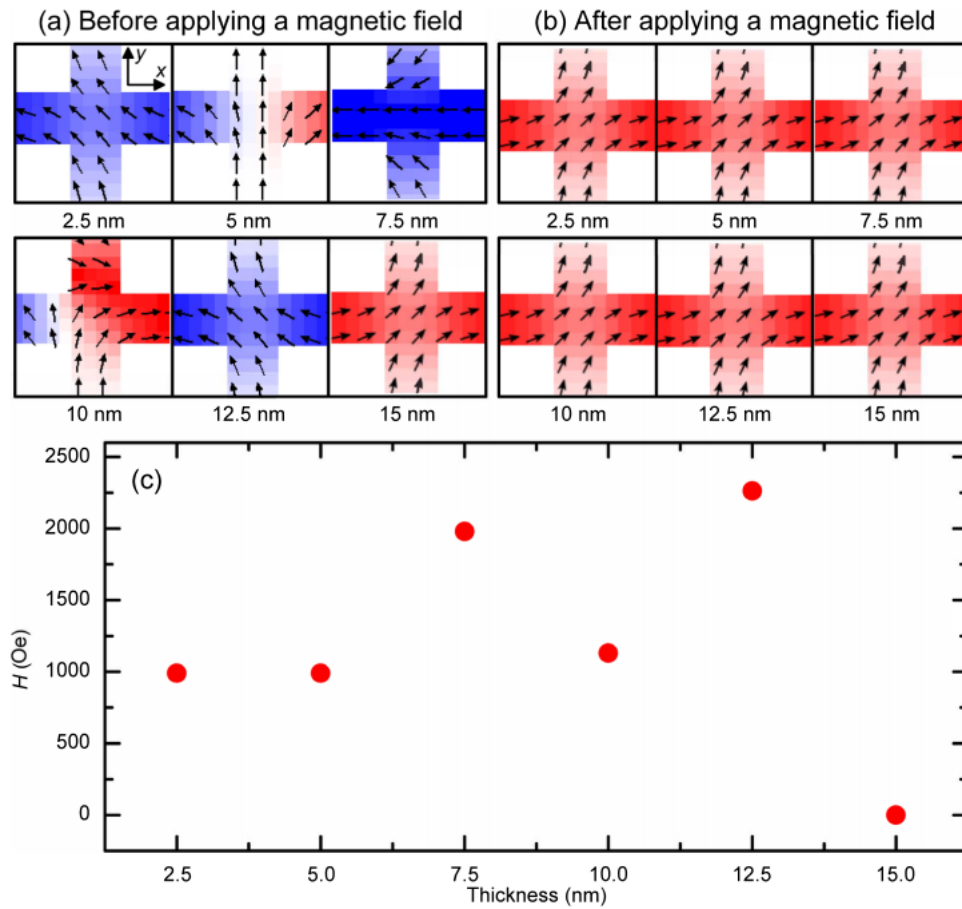 (a) Before applying a magnetic field
(b) After applying a magnetic field
y
x
2.5 nm
5 nm
7.5 nm
2.5 nm
5 nm
7.5 nm
10 nm
12.5 nm
15 nm
10 nm
12.5 nm
15 nm
(c)
2500
2000
1500
1000
500
0
H (Oe)
2.5
5.0
7.5
10.0
12.5
15.0
Thickness (nm)